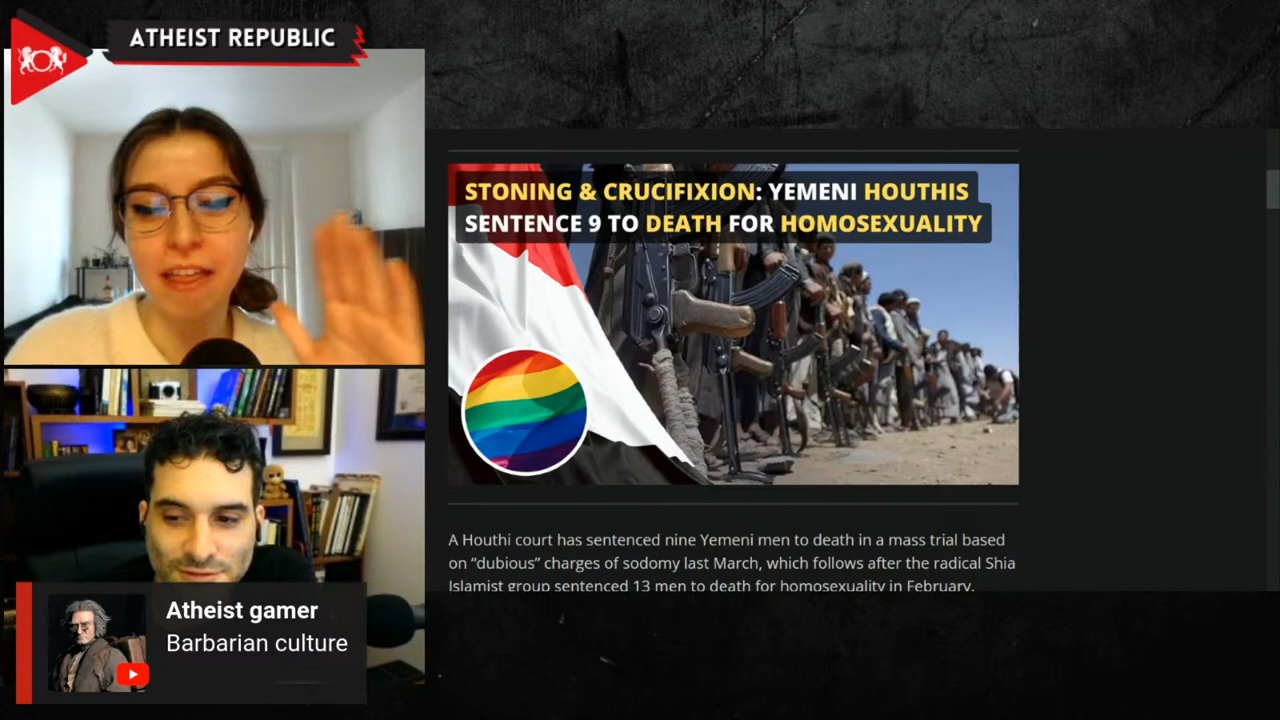 ATHEIST REPUBLIC
STONING & CRUCIFIXION: YEMENI HOUTHIS
SENTENCE 9 TO DEATH FOR HOMOSEXUALITY
A Houthi court has sentenced nine Yemeni men to death in a mass trial based
on “dubious” charges of sodomy last March, which follows after the radical Shia
Islamist group sentenced 13 men to death for homosexuality in February.
Atheist gamer
Barbarian culture